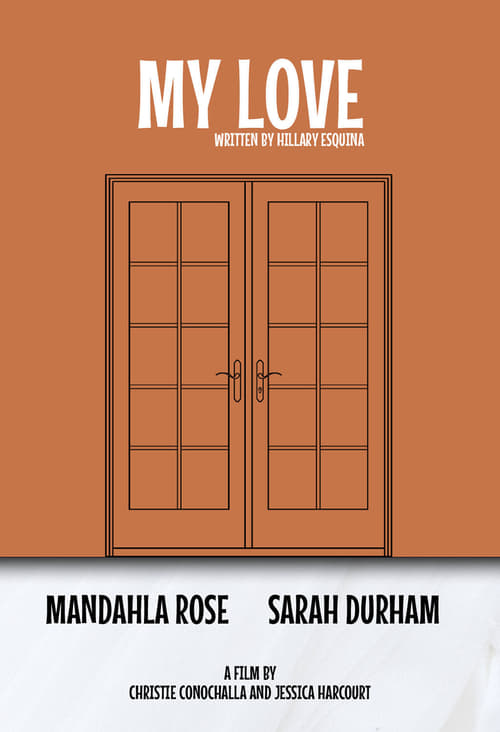 MY LOVE
WRITTEN BY HILLARY ESQUINA
MANDAHLA ROSE SARAH DURHAM
A FILM BY
CHRISTIE CONOCHALLA AND JESSICA HARCOURT